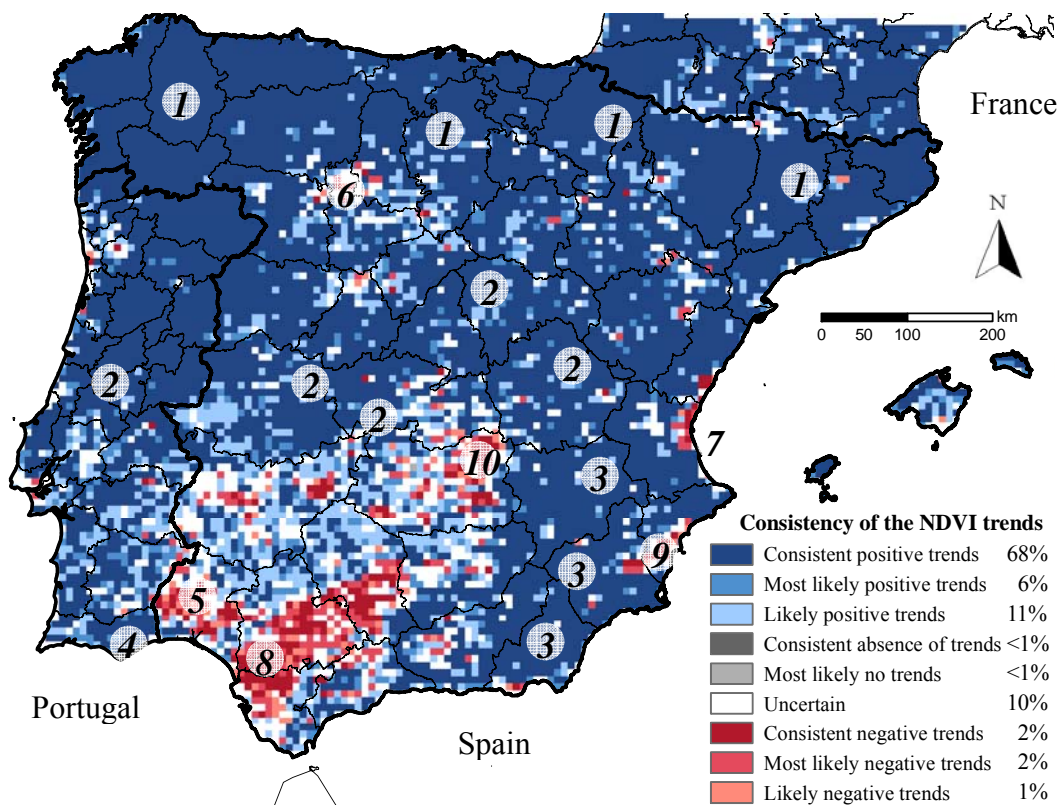 France
1
1
1
1
6
N
2
km
0 50 100 200
2
2
2
2
7
10
3
Consistency of the NDVI trends
Consistent positive trends 68%
9
3
Most likely positive trends 6%
5
Likely positive trends 11%
4
3
Consistent absence of trends <1%
8
Most likely no trends <1%
Portugal
Uncertain 10%
Spain
Consistent negative trends 2%
Most likely negative trends 2%
Likely negative trends 1%